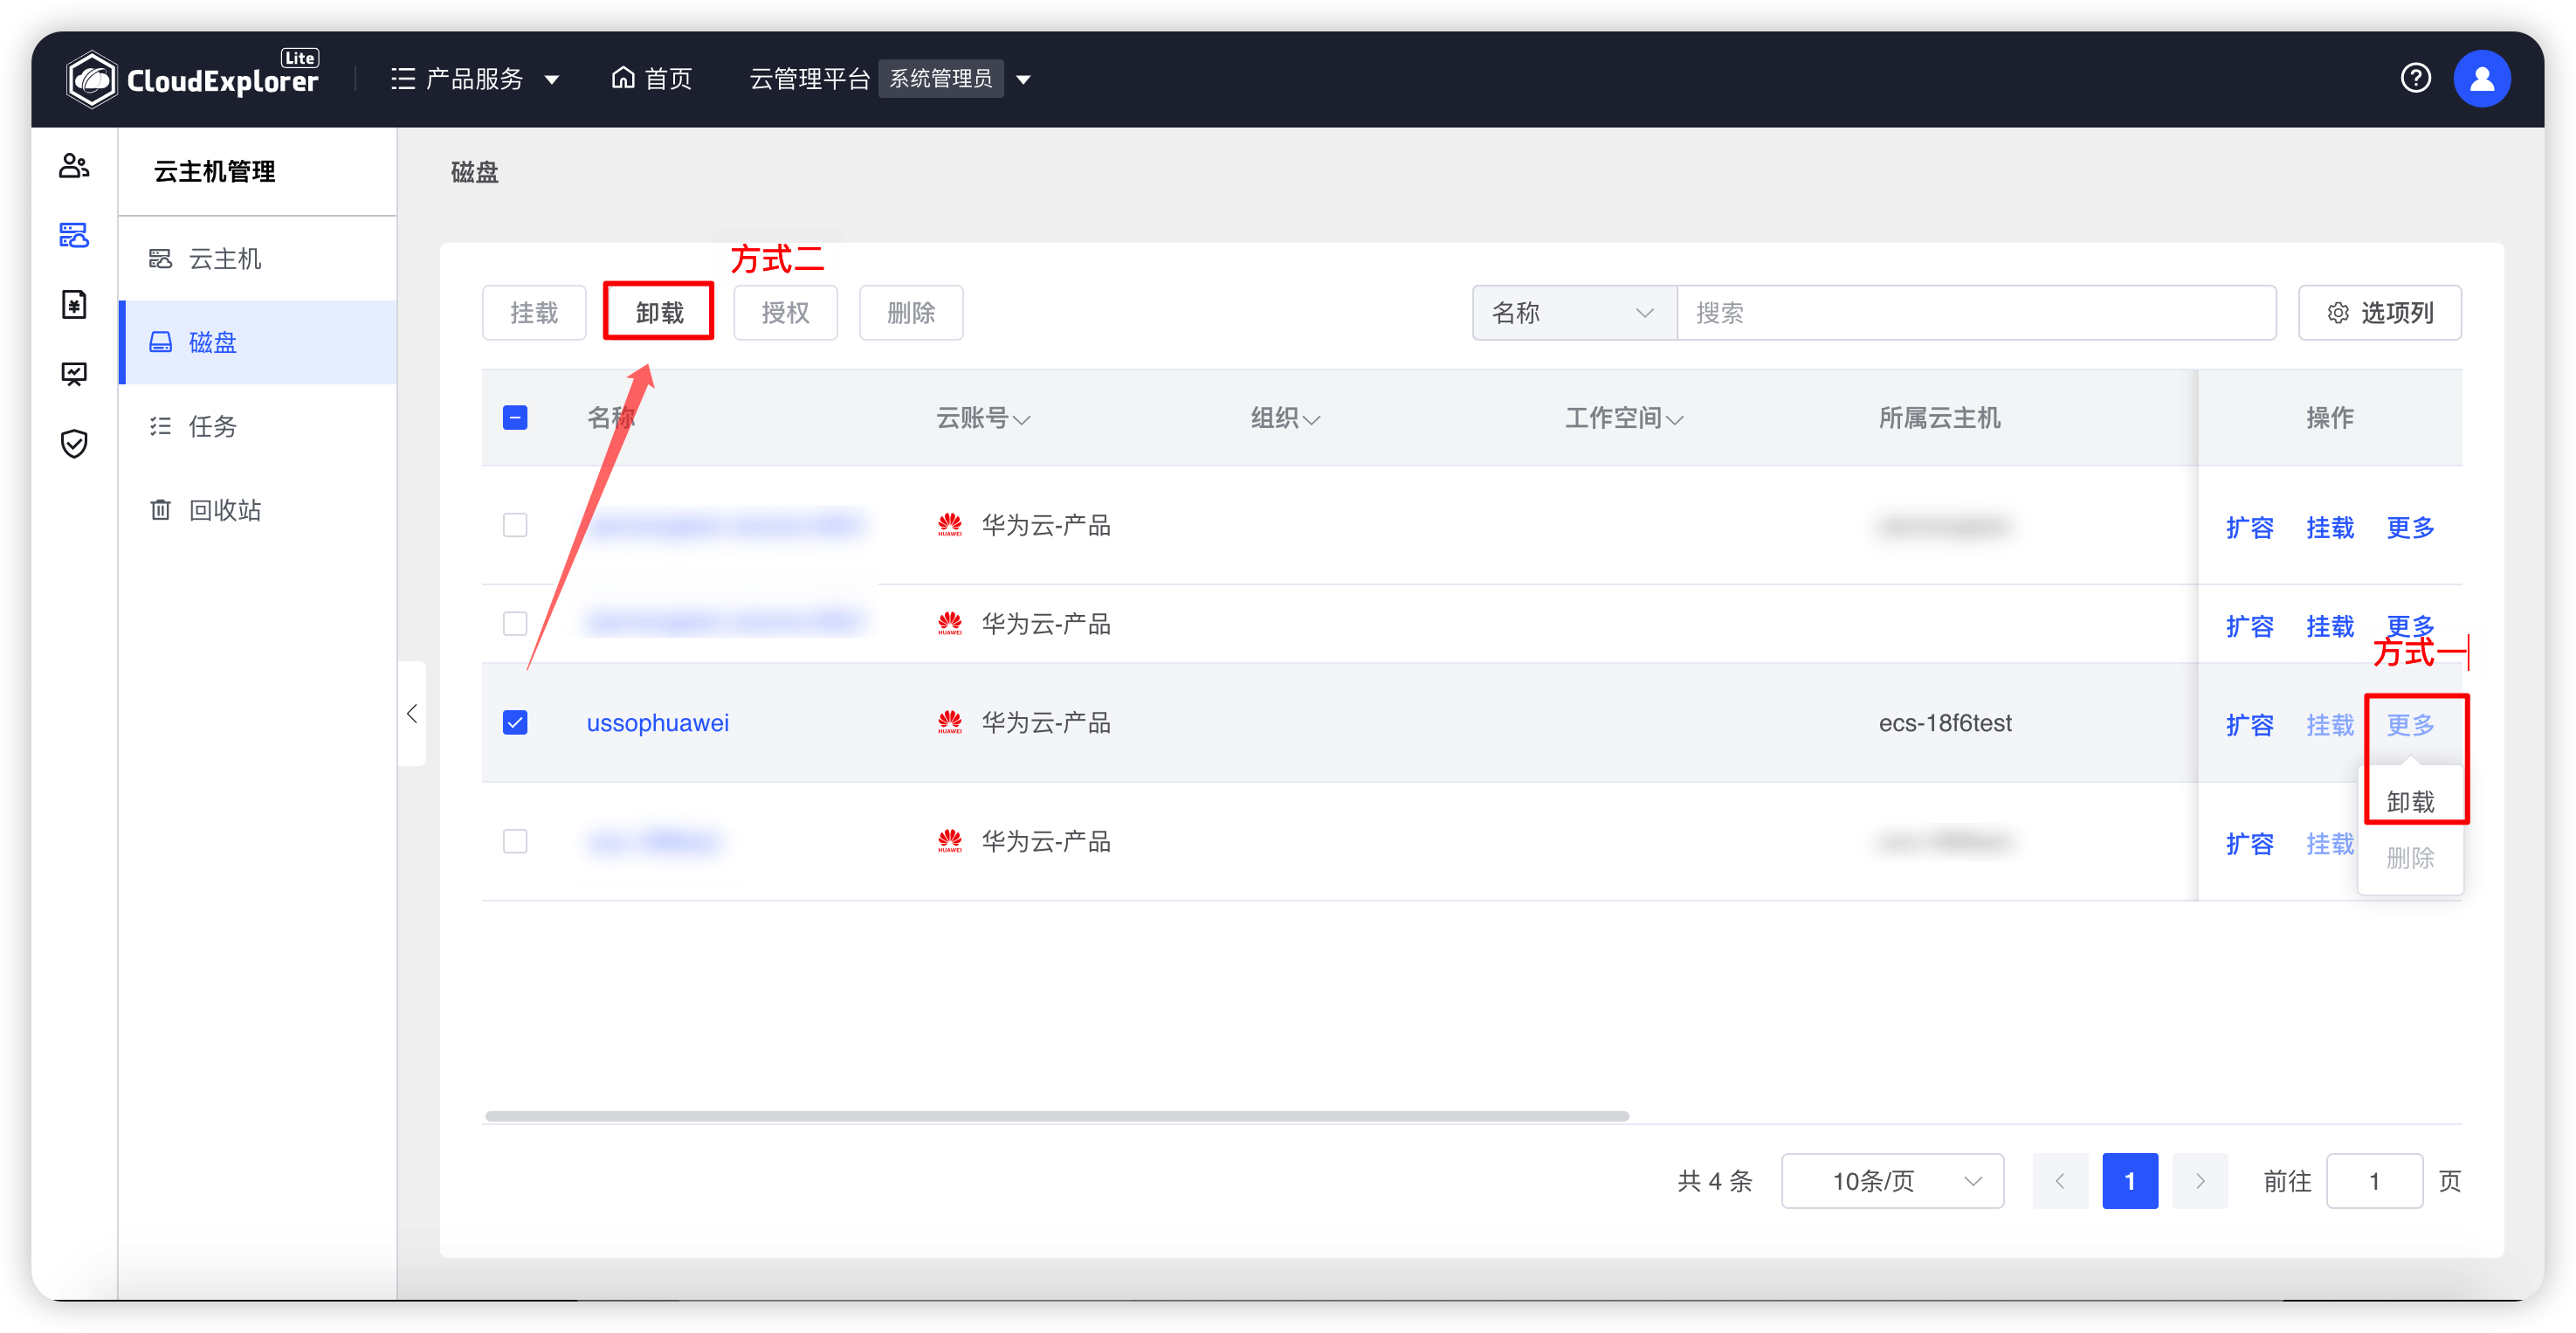 CloudExplorer Lite 产品服务 首页 云管理平台 系统管理员
云主机管理
云主机
磁盘
任务
回收站
磁盘
方式二
挂载 卸载 授权 删除 名称 搜索 选项列
名称 云账号 组织 工作空间 所属云主机 操作
HUAWEI 华为云-产品 扩容 挂载 更多
HUAWEI 华为云-产品 扩容 挂载 更多
方式一
ussophuawei HUAWEI 华为云-产品 ecs-18f6test 扩容 挂载 更多
卸载
HUAWEI 华为云-产品 扩容 挂载
删除
共 4 条 10条/页 1 前往 1 页